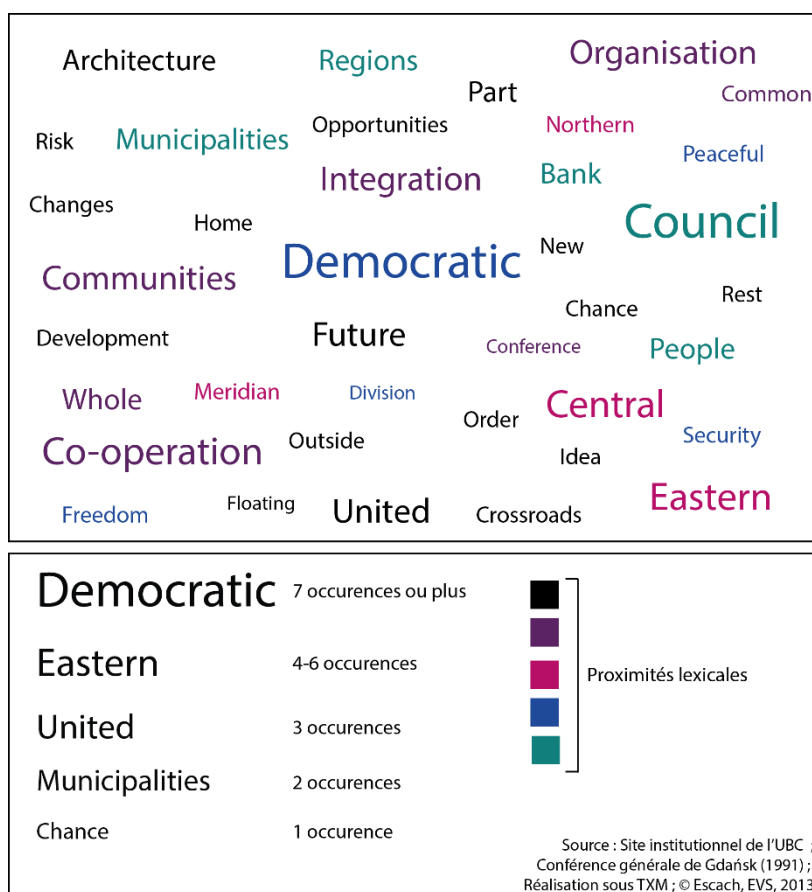 Architecture Regions Organisation
Part Common
Risk Municipalities Opportunities Northern Peaceful
Integration Bank
Changes Home Council
Communities Democratic New
Chance Rest
Development Future Conference People
Whole Meridian Division Central
Order Security
Co-operation Outside Idea
Freedom Floating United Crossroads Eastern
Democratic 7 occurences ou plus
Eastern 4-6 occurences
Proximités lexicales
United 3 occurences
Municipalities 2 occurences
Chance 1 occurence
Source : Site institutionnel de l'UBC ;
Conférence générale de Gdańsk (1991) ;
Réalisation sous TXM ; © Escach, EVS, 2013